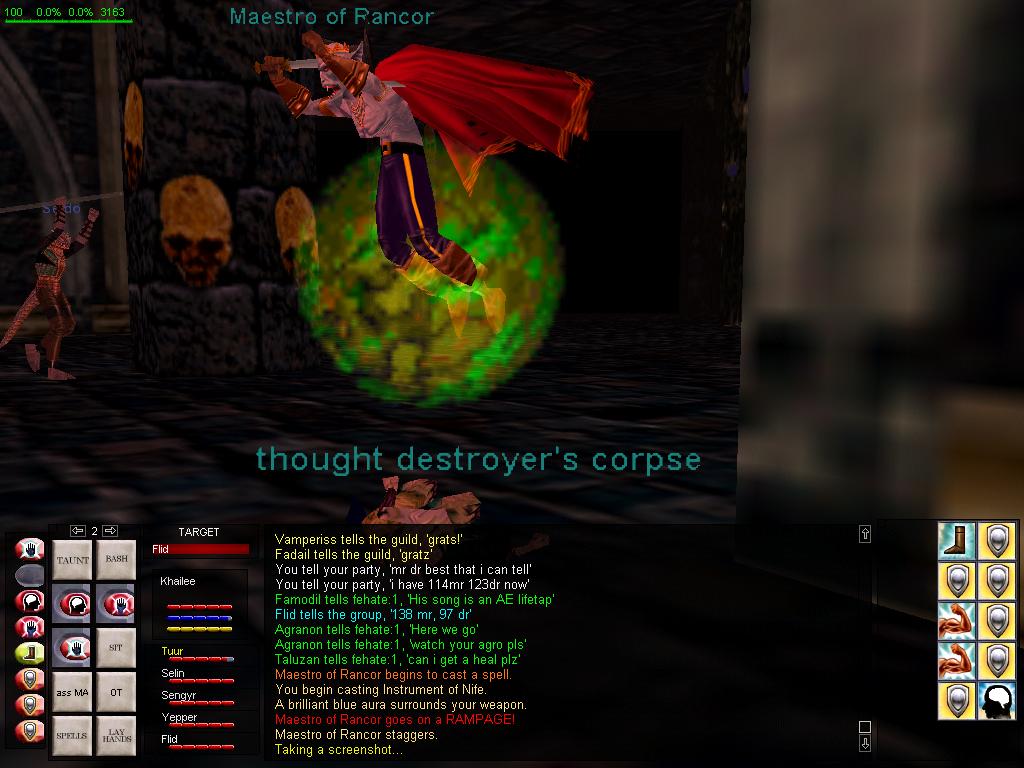 100 0.0% 0.0% 3163
Maestro of Rancor
thought destroyer's corpse
2
TAUNT
BASH
SIT
ass MA
OT
SPELLS
LAY HANDS
TARGET
Flid
Khailee
Tuur
Selin
Sengyr
Yepper
Flid
Vamperiss tells the guild, 'grats!'
Fadail tells the guild, 'gratz'
You tell your party, 'mr dr best that i can tell'
You tell your party, 'i have 114mr 123dr now'
Famodil tells fehate:1, 'His song is an AE lifetap'
Flid tells the group, '138 mr, 97 dr'
Agranon tells fehate:1, 'Here we go'
Agranon tells fehate:1, 'watch your agro pls'
Taluzan tells fehate:1, 'can i get a heal plz'
Maestro of Rancor begins to cast a spell.
You begin casting Instrument of Nife.
A brilliant blue aura surrounds your weapon.
Maestro of Rancor goes on a RAMPAGE!
Maestro of Rancor staggers.
Taking a screenshot...